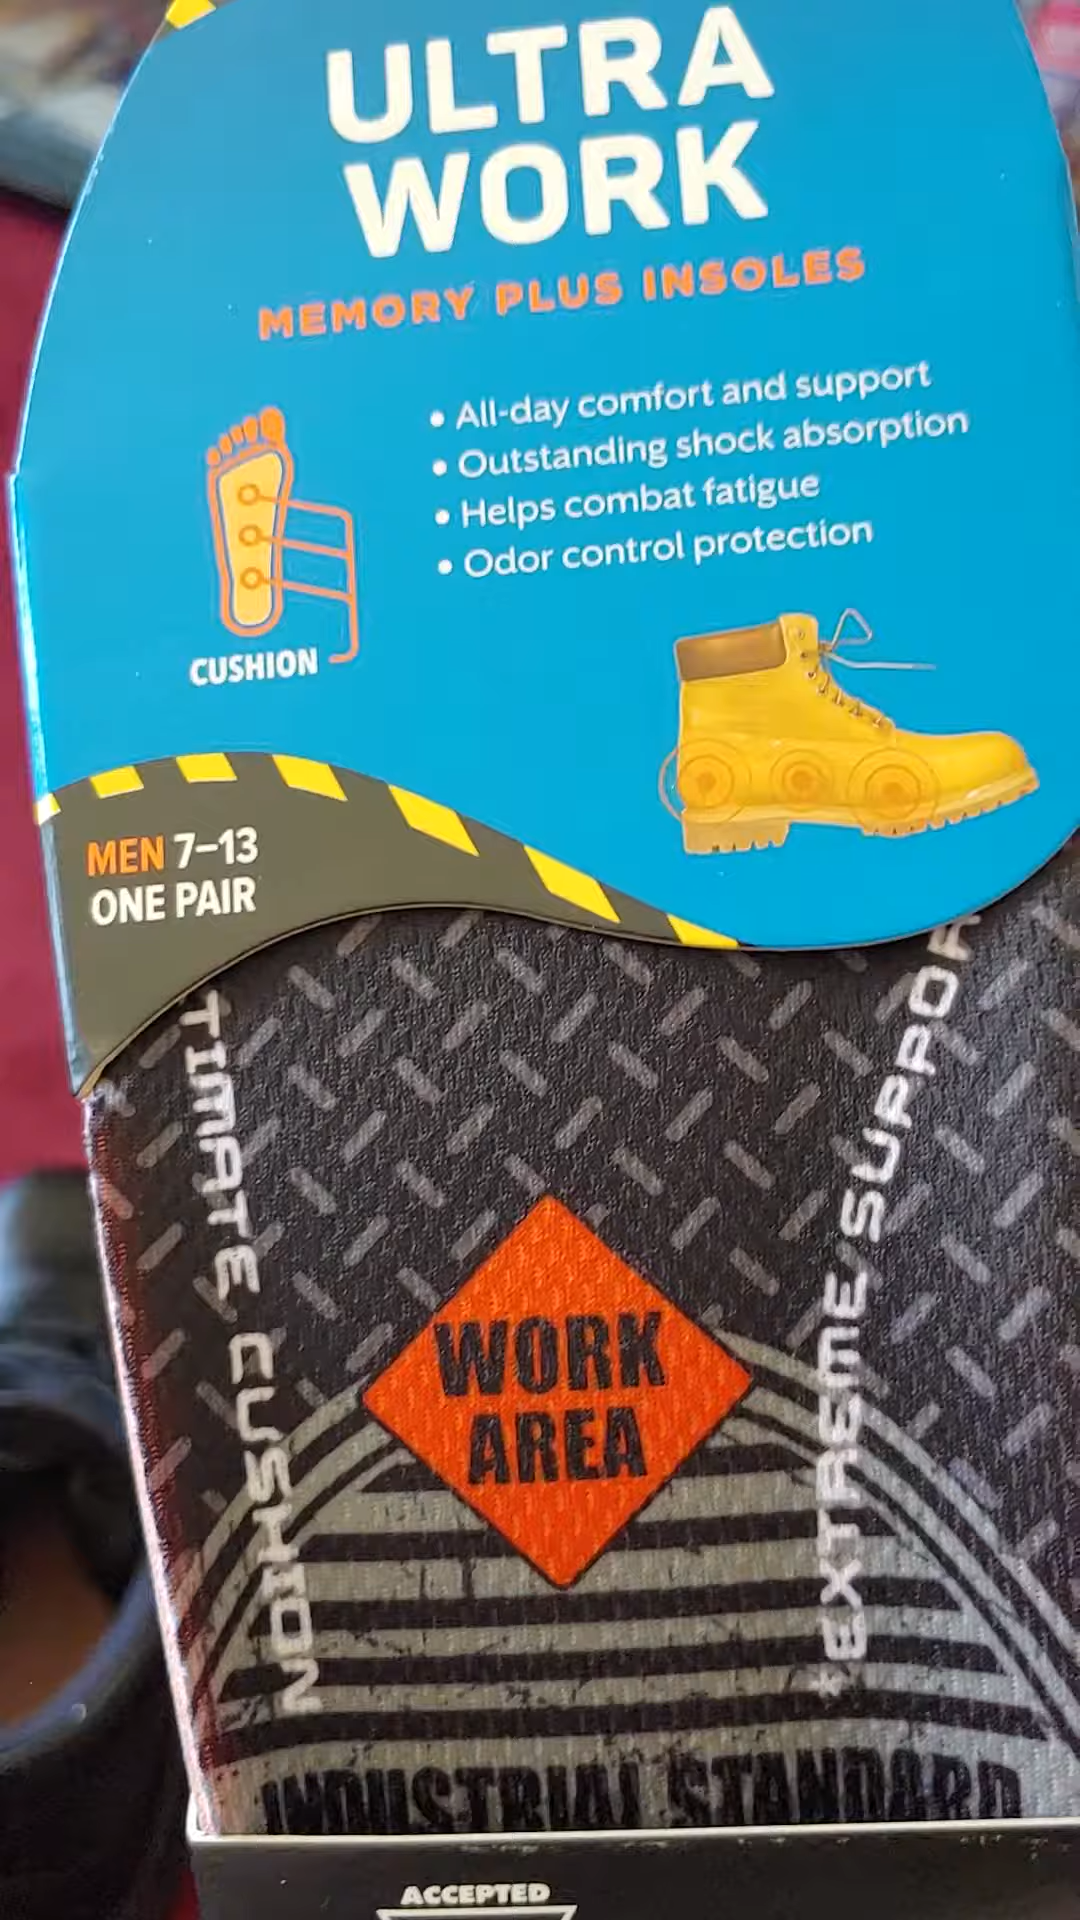 ULTRA
WORK
MEMORY PLUS INSOLES
• All-day comfort and support
• Outstanding shock absorption
• Helps combat fatigue
• Odor control protection
CUSHION
MEN 7–13
ONE PAIR
TIMATE CUSHION
EXTREME SUPPOR
WORK
AREA
INDUSTRIAL STANDARD
ACCEPTED